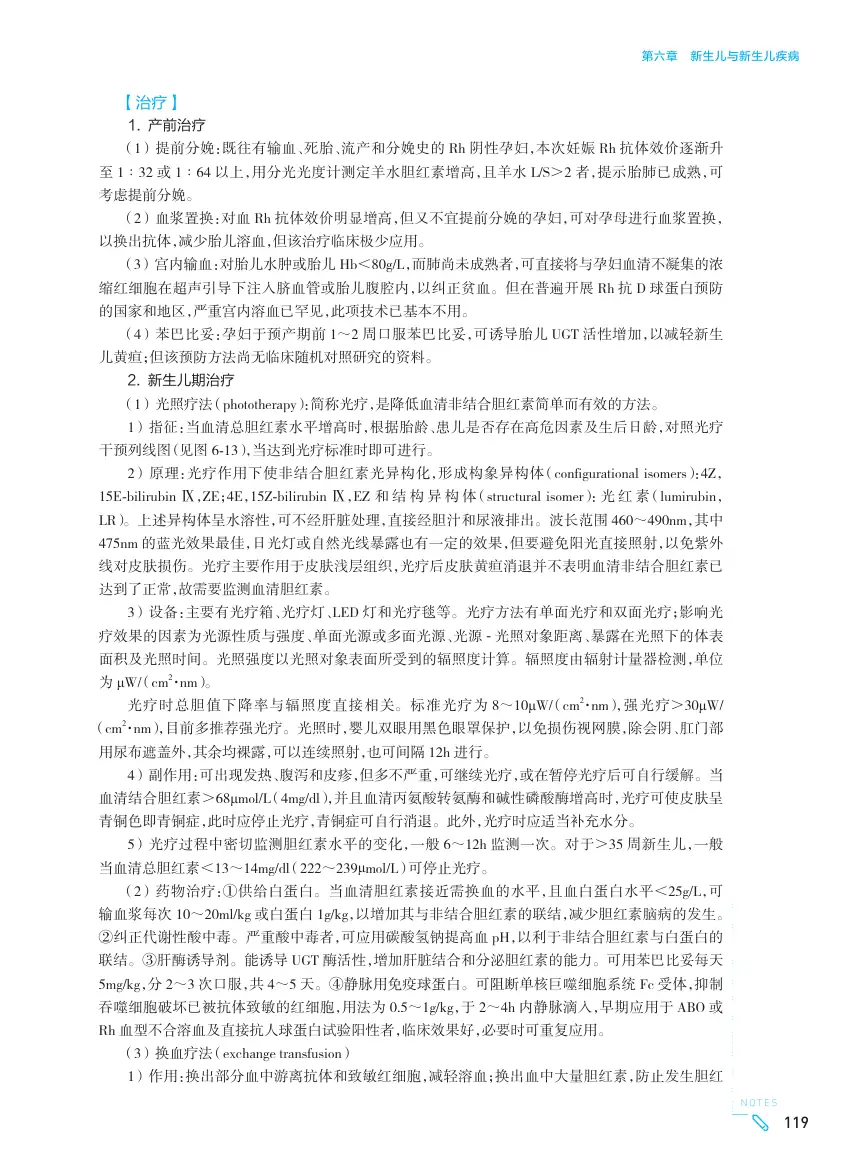 第六章 新生儿与新生儿疾病
【治疗】
1. 产前治疗
（1）提前分娩：既往有输血、死胎、流产和分娩史的 Rh 阴性孕妇，本次妊娠 Rh 抗体效价逐渐升
至 1∶32 或 1∶64 以上，用分光光度计测定羊水胆红素增高，且羊水 L/S＞2 者，提示胎肺已成熟，可
考虑提前分娩。
（2）血浆置换：对血 Rh 抗体效价明显增高，但又不宜提前分娩的孕妇，可对孕母进行血浆置换，
以换出抗体，减少胎儿溶血，但该治疗临床极少应用。
（3）宫内输血：对胎儿水肿或胎儿 Hb＜80g/L，而肺尚未成熟者，可直接将与孕妇血清不凝集的浓
缩红细胞在超声引导下注入脐血管或胎儿腹腔内，以纠正贫血。但在普遍开展 Rh 抗 D 球蛋白预防
的国家和地区，严重宫内溶血已罕见，此项技术已基本不用。
（4）苯巴比妥：孕妇于预产期前 1～2 周口服苯巴比妥，可诱导胎儿 UGT 活性增加，以减轻新生
儿黄疸；但该预防方法尚无临床随机对照研究的资料。
2. 新生儿期治疗
（1）光照疗法（phototherapy）：简称光疗，是降低血清非结合胆红素简单而有效的方法。
1）指征：当血清总胆红素水平增高时，根据胎龄、患儿是否存在高危因素及生后日龄，对照光疗
干预列线图（见图 6-13），当达到光疗标准时即可进行。
2）原理：光疗作用下使非结合胆红素光异构化，形成构象异构体（configurational isomers）：4Z，
15E-bilirubin Ⅸ，ZE；4E，15Z-bilirubin Ⅸ，EZ 和结构异构体（structural isomer）：光红素（lumirubin，
LR）。上述异构体呈水溶性，可不经肝脏处理，直接经胆汁和尿液排出。波长范围 460～490nm，其中
475nm 的蓝光效果最佳，日光灯或自然光线暴露也有一定的效果，但要避免阳光直接照射，以免紫外
线对皮肤损伤。光疗主要作用于皮肤浅层组织，光疗后皮肤黄疸消退并不表明血清非结合胆红素已
达到了正常，故需要监测血清胆红素。
3）设备：主要有光疗箱、光疗灯、LED 灯和光疗毯等。光疗方法有单面光疗和双面光疗；影响光
疗效果的因素为光源性质与强度、单面光源或多面光源、光源 - 光照对象距离、暴露在光照下的体表
面积及光照时间。光照强度以光照对象表面所受到的辐照度计算。辐照度由辐射计量器检测，单位
为 μW/（cm²·nm）。
光疗时总胆值下降率与辐照度直接相关。标准光疗为 8～10μW/（cm²·nm），强光疗＞30μW/
（cm²·nm），目前多推荐强光疗。光照时，婴儿双眼用黑色眼罩保护，以免损伤视网膜，除会阴、肛门部
用尿布遮盖外，其余均裸露，可以连续照射，也可间隔 12h 进行。
4）副作用：可出现发热、腹泻和皮疹，但多不严重，可继续光疗，或在暂停光疗后可自行缓解。当
血清结合胆红素＞68μmol/L（4mg/dl），并且血清丙氨酸转氨酶和碱性磷酸酶增高时，光疗可使皮肤呈
青铜色即青铜症，此时应停止光疗，青铜症可自行消退。此外，光疗时应适当补充水分。
5）光疗过程中密切监测胆红素水平的变化，一般 6～12h 监测一次。对于＞35 周新生儿，一般
当血清总胆红素＜13～14mg/dl（222～239μmol/L）可停止光疗。
（2）药物治疗：①供给白蛋白。当血清胆红素接近需换血的水平，且血白蛋白水平＜25g/L，可
输血浆每次 10～20ml/kg 或白蛋白 1g/kg，以增加其与非结合胆红素的联结，减少胆红素脑病的发生。
②纠正代谢性酸中毒。严重酸中毒者，可应用碳酸氢钠提高血 pH，以利于非结合胆红素与白蛋白的
联结。③肝酶诱导剂。能诱导 UGT 酶活性，增加肝脏结合和分泌胆红素的能力。可用苯巴比妥每天
5mg/kg，分 2～3 次口服，共 4～5 天。④静脉用免疫球蛋白。可阻断单核巨噬细胞系统 Fc 受体，抑制
吞噬细胞破坏已被抗体致敏的红细胞，用法为 0.5～1g/kg，于 2～4h 内静脉滴入，早期应用于 ABO 或
Rh 血型不合溶血及直接抗人球蛋白试验阳性者，临床效果好，必要时可重复应用。
（3）换血疗法（exchange transfusion）
1）作用：换出部分血中游离抗体和致敏红细胞，减轻溶血；换出血中大量胆红素，防止发生胆红
NOTES
119